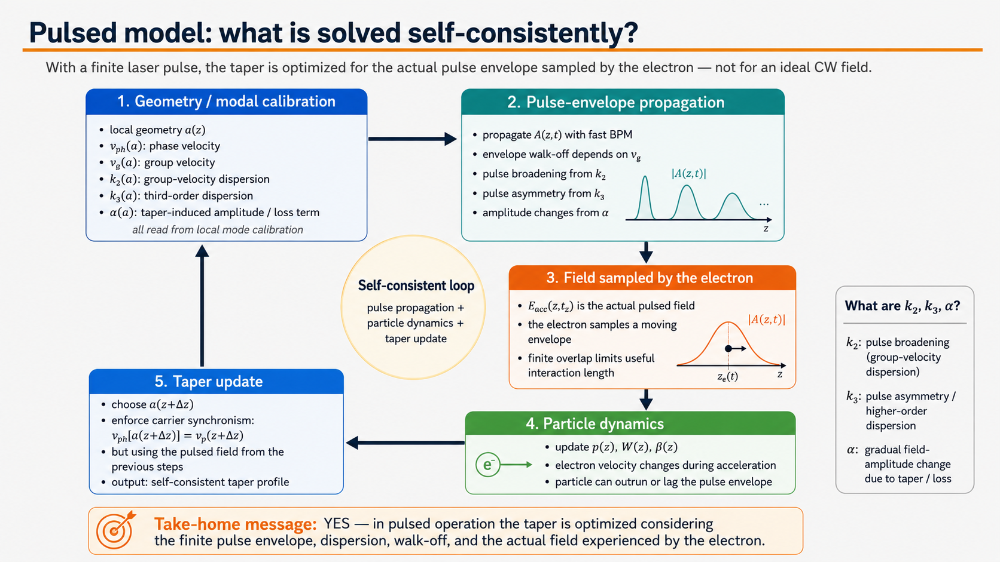 Pulsed model: what is solved self-consistently?
With a finite laser pulse, the taper is optimized for the actual pulse envelope sampled by the electron — not for an ideal CW field.
1. Geometry / modal calibration
• local geometry a(z)
• v_ph(a): phase velocity
• v_g(a): group velocity
• k_2(a): group-velocity dispersion
• k_3(a): third-order dispersion
• α(a): taper-induced amplitude / loss term
all read from local mode calibration
2. Pulse-envelope propagation
• propagate A(z,t) with fast BPM
• envelope walk-off depends on v_g
• pulse broadening from k_2
• pulse asymmetry from k_3
• amplitude changes from α
|A(z,t)|
...
z
Self-consistent loop
pulse propagation +
particle dynamics +
taper update
3. Field sampled by the electron
• E_acc(z,t_z) is the actual pulsed field
• the electron samples a moving
envelope
• finite overlap limits useful
interaction length
|A(z,t)|
z_e(t)
z
4. Particle dynamics
e⁻
• update p(z), W(z), β(z)
• electron velocity changes during acceleration
• particle can outrun or lag the pulse envelope
5. Taper update
• choose a(z+Δz)
• enforce carrier synchronism:
v_ph[a(z+Δz)] = v_p(z+Δz)
• but using the pulsed field from the
previous steps
• output: self-consistent taper profile
What are k_2, k_3, α?
k_2: pulse broadening
(group-velocity
dispersion)
k_3: pulse asymmetry /
higher-order
dispersion
α: gradual field-
amplitude change
due to taper / loss
Take-home message: YES — in pulsed operation the taper is optimized considering
the finite pulse envelope, dispersion, walk-off, and the actual field experienced by the electron.